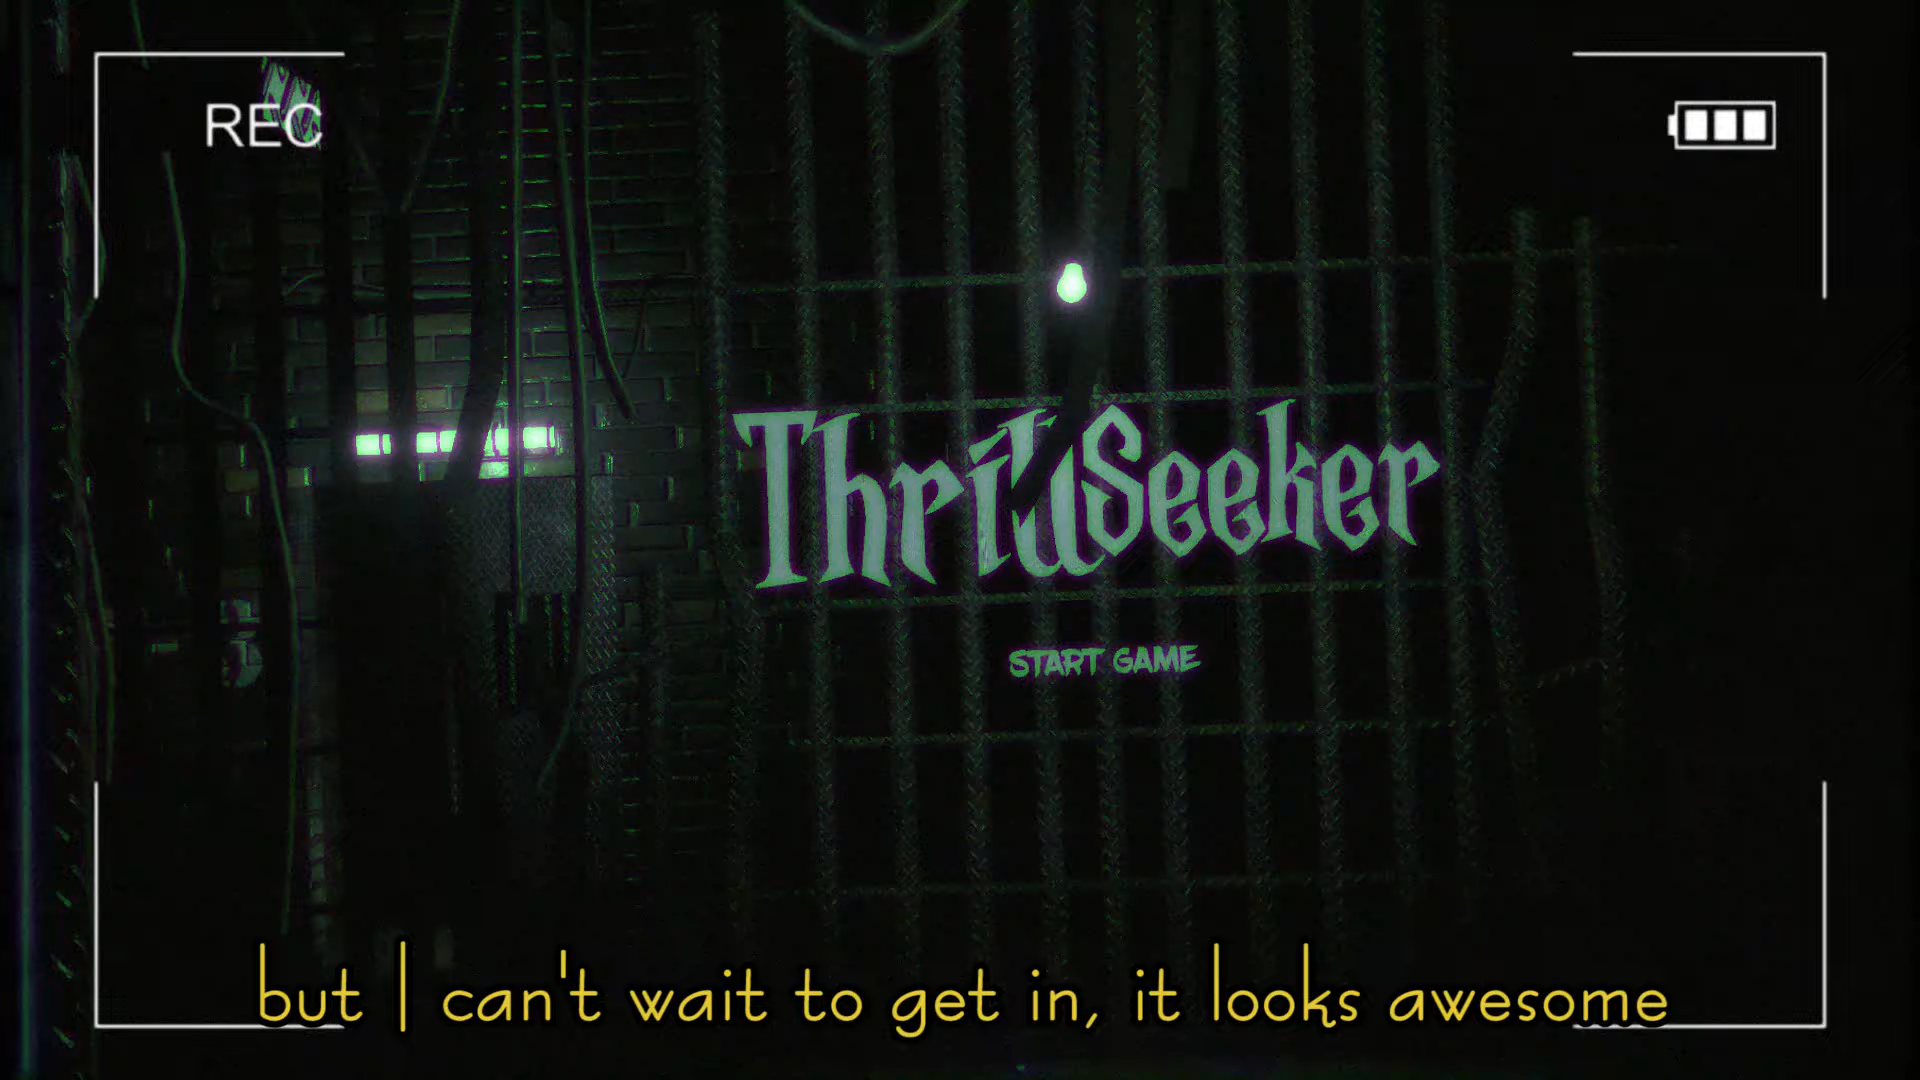 REC
ThrillSeeker
START GAME
but I can't wait to get in, it looks awesome